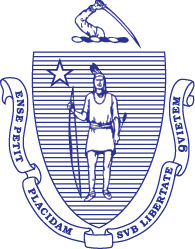 ENSE PETIT
PLACIDAM
SVB LIBERTATE
QVIETEM